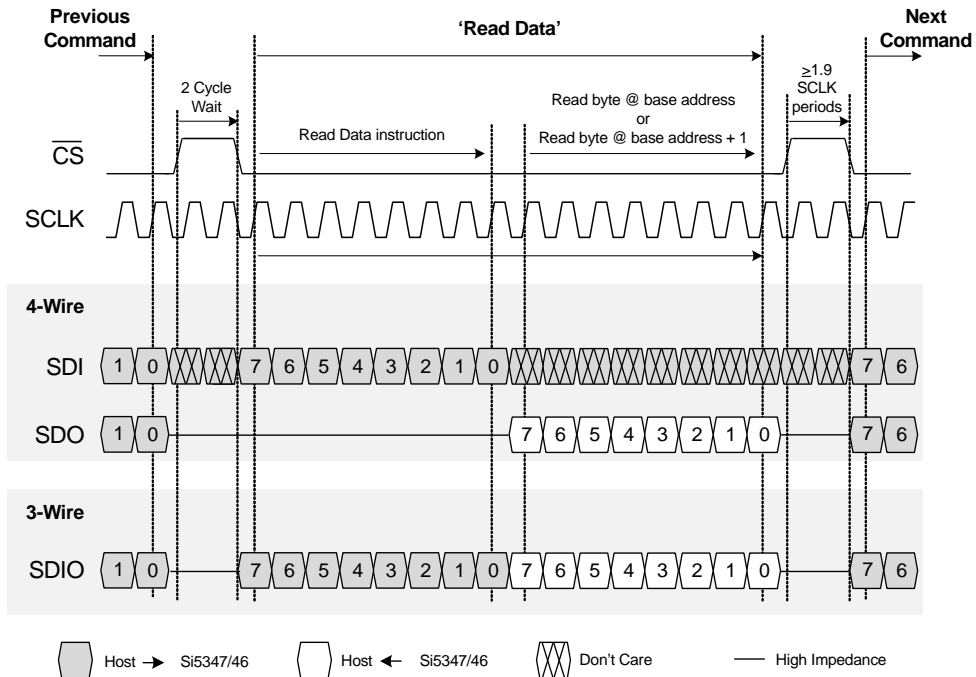 Previous Command
'Read Data'
Next Command
2 Cycle Wait
≥1.9 SCLK periods
Read byte @ base address
or
Read byte @ base address + 1
Read Data instruction
CS
SCLK
4-Wire
SDI 1 0 7 6 5 4 3 2 1 0 7 6
SDO 1 0 7 6 5 4 3 2 1 0 7 6
3-Wire
SDIO 1 0 7 6 5 4 3 2 1 0 7 6 5 4 3 2 1 0 7 6
Host → Si5347/46
Host ← Si5347/46
Don't Care
High Impedance